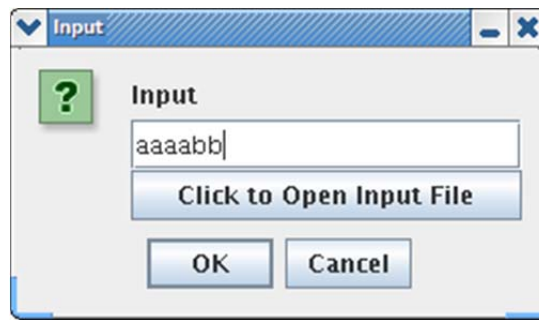 Input
?
Input
aaaabb
Click to Open Input File
OK Cancel